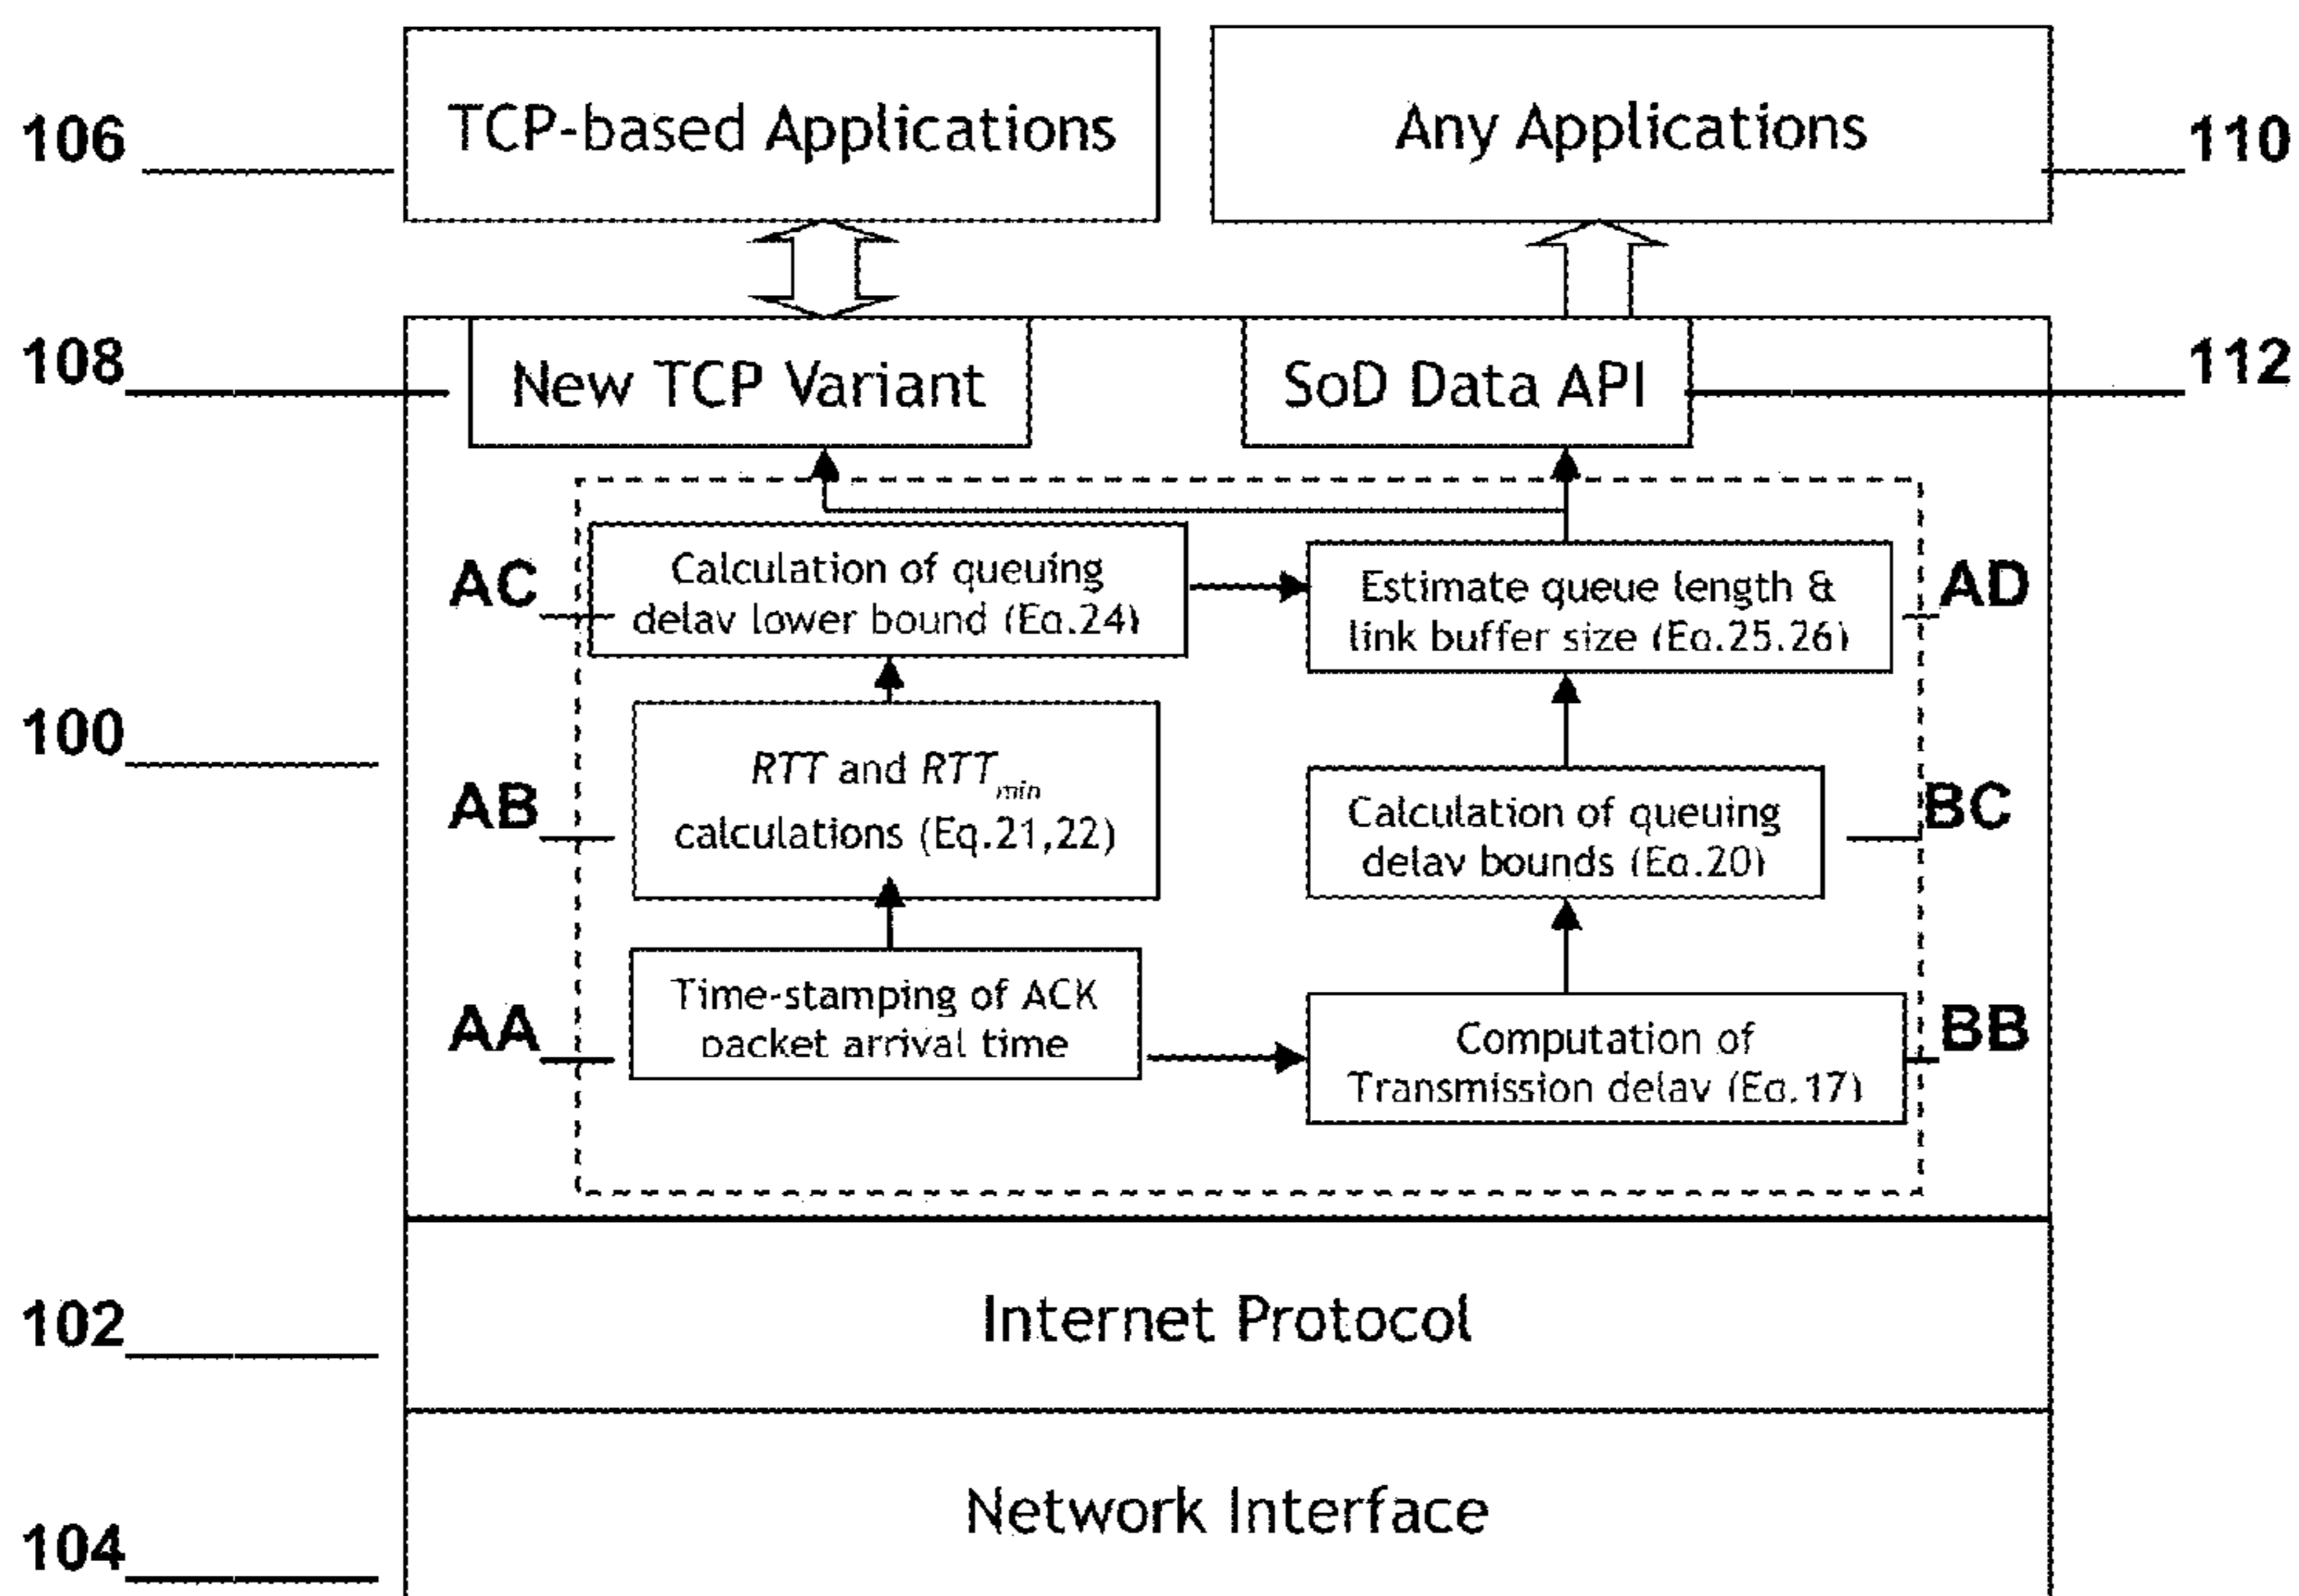 TCP-based Applications
Any Applications
106
110
New TCP Variant
SoD Data API
108
112
AC
Calculation of queuing
delay lower bound (Eq.24)
Estimate queue length &
link buffer size (Eq.25.26)
AD
100
AB
RTT and RTTmin
calculations (Eq.21,22)
Calculation of queuing
delay bounds (Eq.20)
BC
AA
Time-stamping of ACK
packet arrival time
Computation of
Transmission delay (Eq.17)
BB
102
Internet Protocol
104
Network Interface